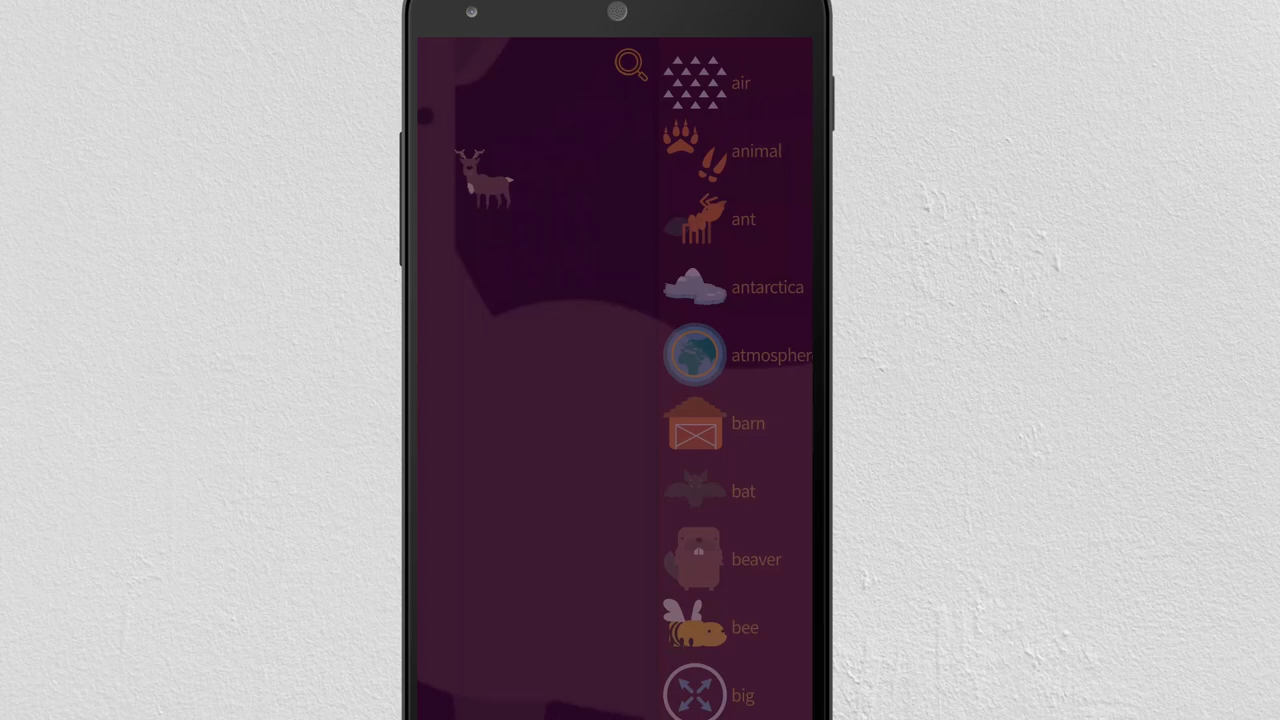 air
animal
ant
antarctica
atmospher
barn
bat
beaver
bee
big